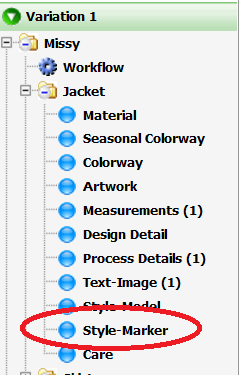 Variation 1
Missy
Workflow
Jacket
Material
Seasonal Colorway
Colorway
Artwork
Measurements (1)
Design Detail
Process Details (1)
Text-Image (1)
Style-Model
Style-Marker
Care